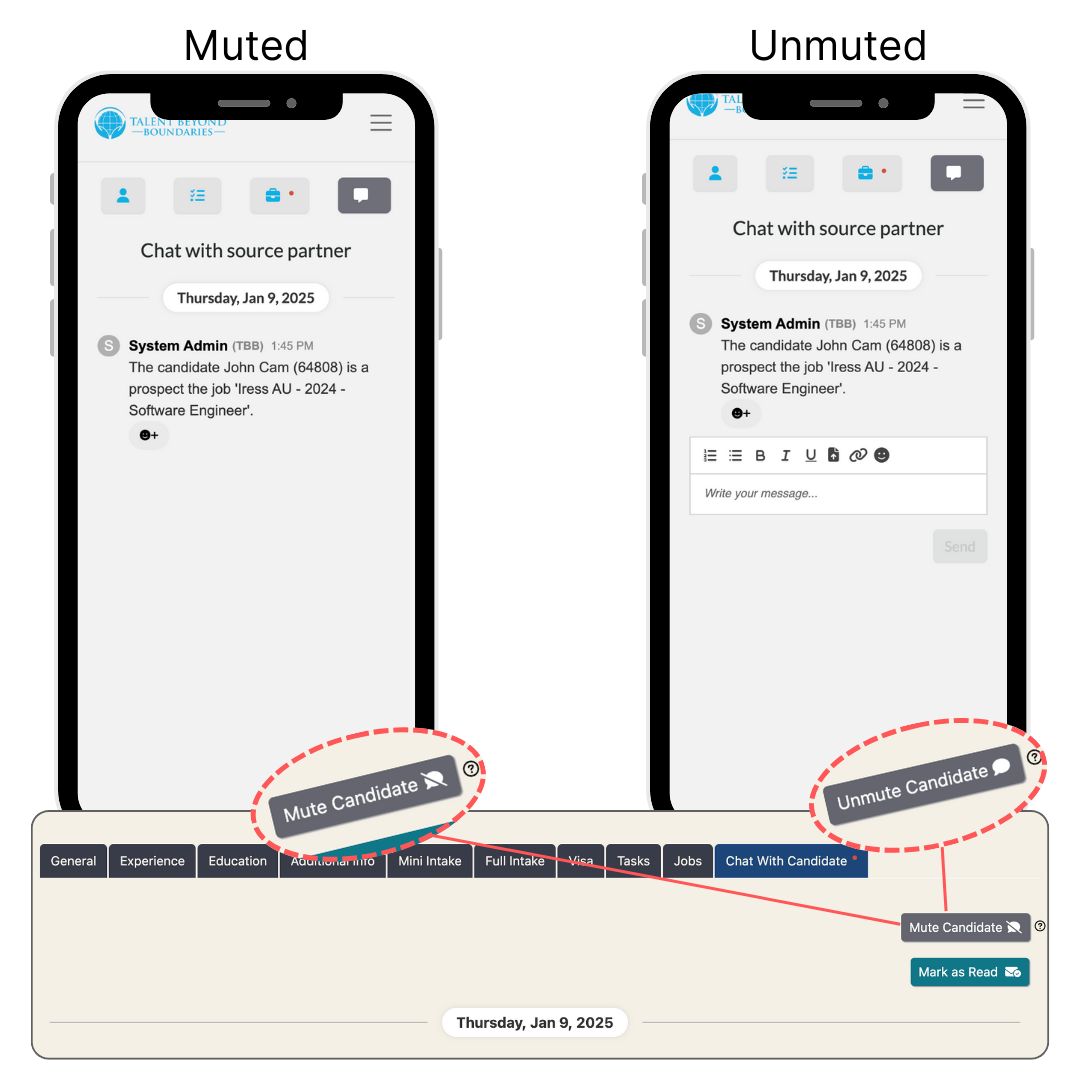 Muted
Unmuted
TALENT BEYOND
BOUNDARIES
Chat with source partner
Thursday, Jan 9, 2025
S System Admin (TBB) 1:45 PM
The candidate John Cam (64808) is a
prospect the job 'Iress AU - 2024 -
Software Engineer'.
TAL
B
Chat with source partner
Thursday, Jan 9, 2025
S System Admin (TBB) 1:45 PM
The candidate John Cam (64808) is a
prospect the job 'Iress AU - 2024 -
Software Engineer'.
B I U
Write your message...
Send
Mute Candidate
Unmute Candidate
General Experience Education Additional Info Mini Intake Full Intake Visa Tasks Jobs Chat With Candidate
Mute Candidate
Mark as Read
Thursday, Jan 9, 2025